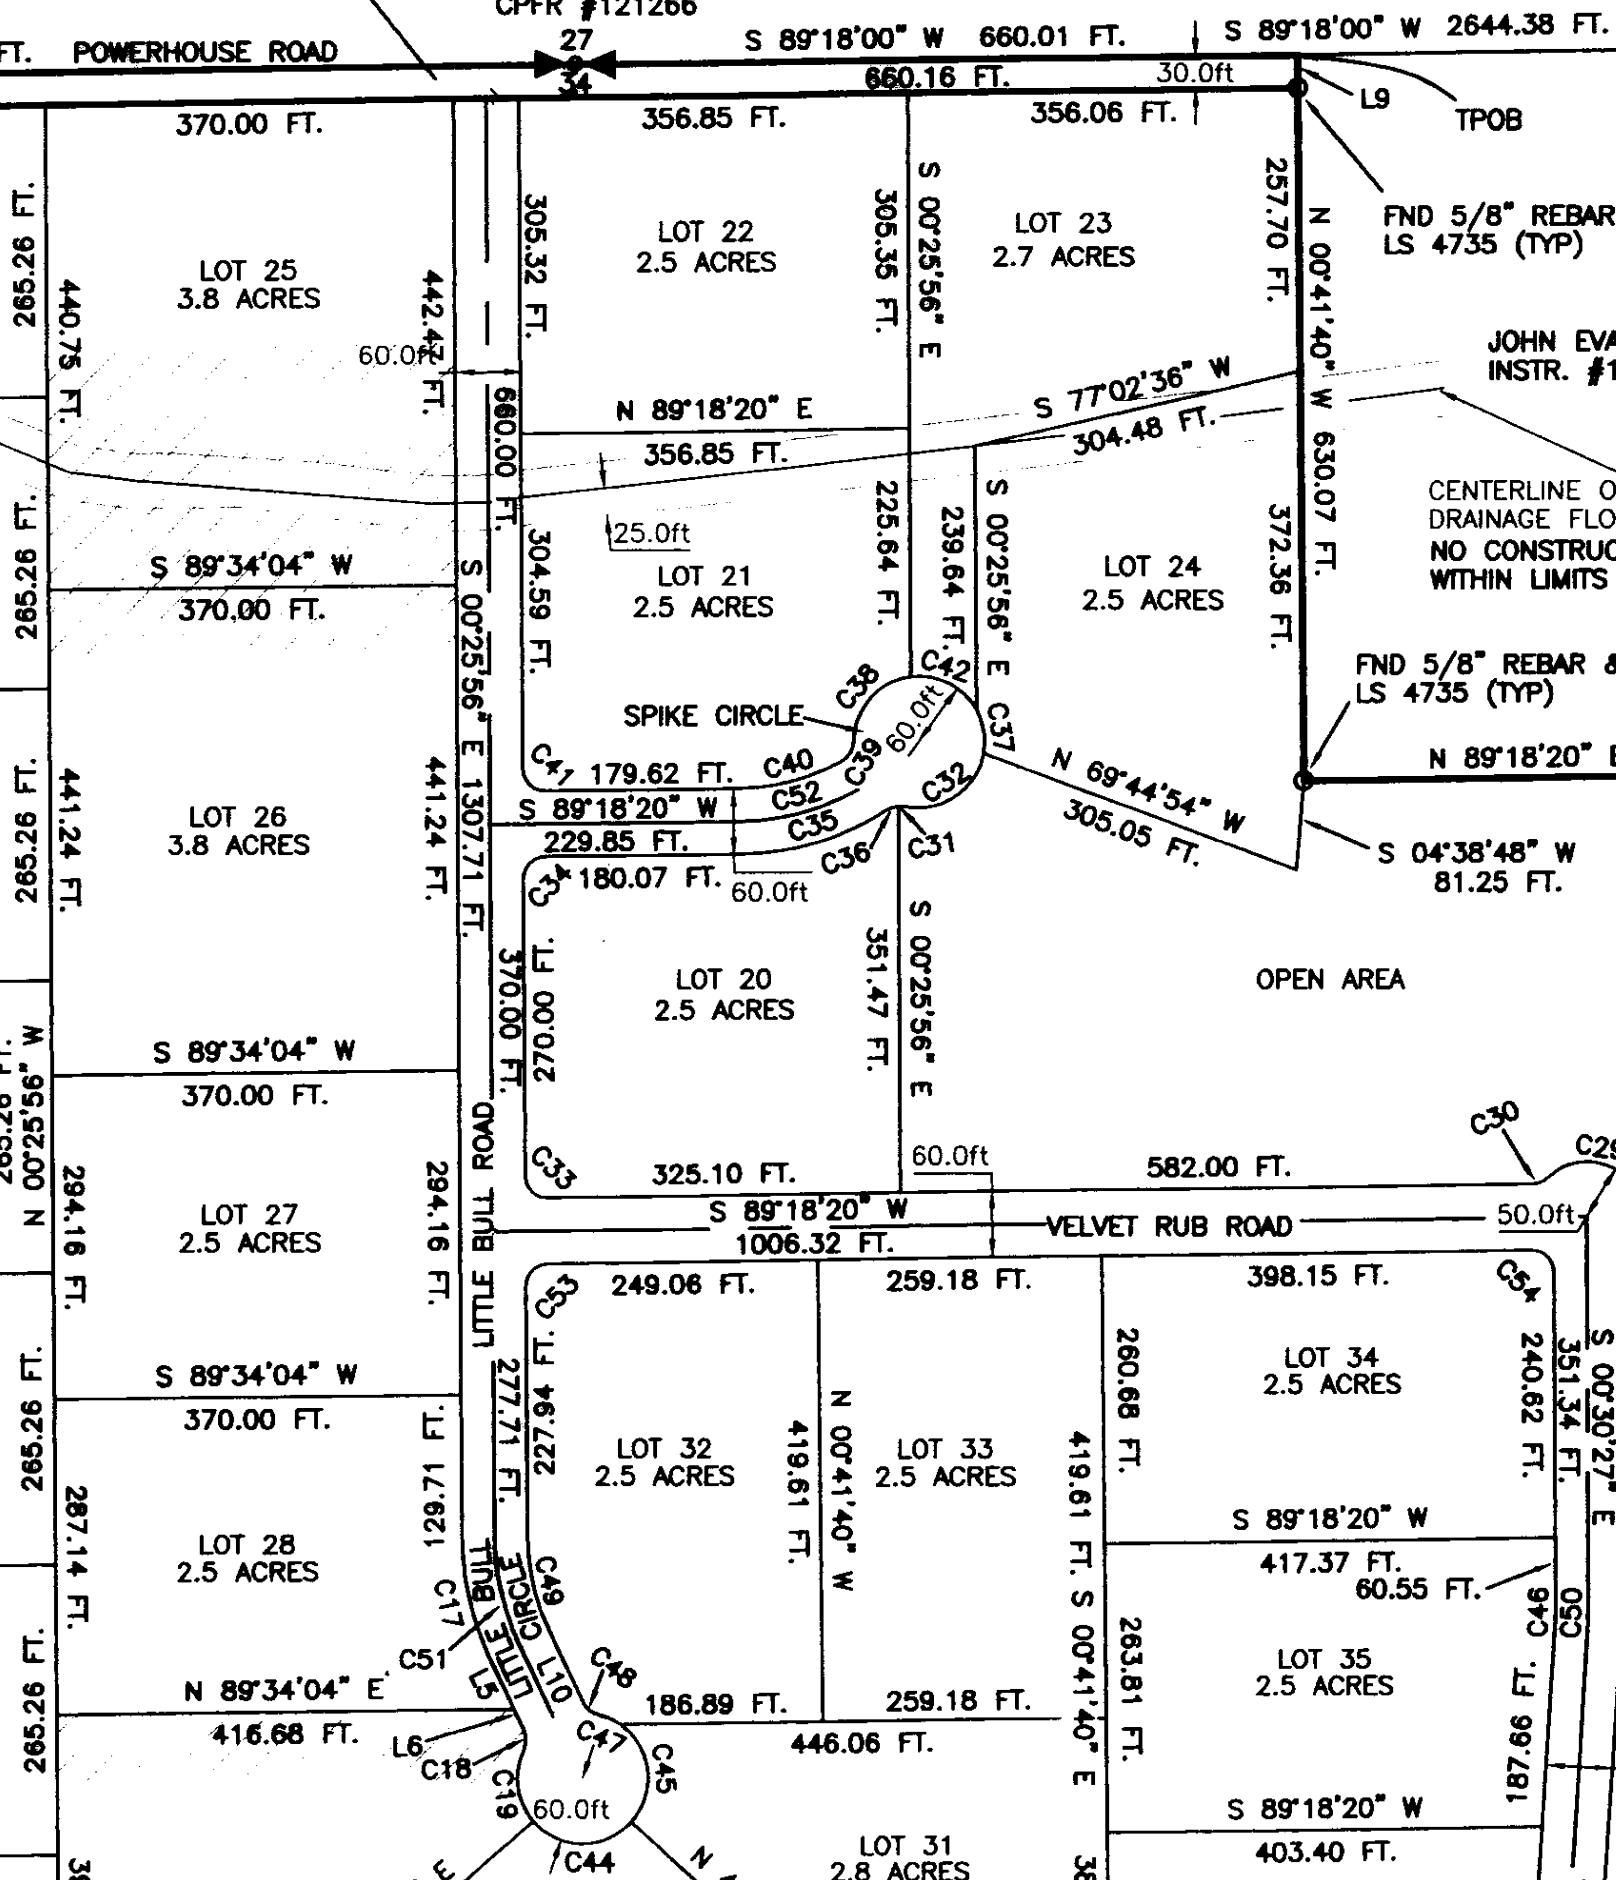 CPFR #121266
27
34
FT. POWERHOUSE ROAD
S 89°18'00" W 660.01 FT.
S 89°18'00" W 2644.38 FT.
660.16 FT.
30.0ft
L9
TPOB
370.00 FT.
356.85 FT.
356.06 FT.
265.26 FT.
440.75 FT.
LOT 25
3.8 ACRES
442.47 FT.
60.0ft
305.32 FT.
LOT 22
2.5 ACRES
305.35 FT.
S 00°25'56" E
LOT 23
2.7 ACRES
257.70 FT.
N 00°41'40" W 630.07 FT.
FND 5/8" REBAR
LS 4735 (TYP)
JOHN EVA
INSTR. #1
660.00 FT.
N 89°18'20" E
356.85 FT.
S 77°02'36" W
304.48 FT.
CENTERLINE O
DRAINAGE FLO
NO CONSTRUC
WITHIN LIMITS
265.26 FT.
S 89°34'04" W
370.00 FT.
S 00°25'56" E 1307.71 FT.
304.59 FT.
25.0ft
LOT 21
2.5 ACRES
225.64 FT.
239.64 FT.
S 00°25'56" E
LOT 24
2.5 ACRES
372.36 FT.
FND 5/8" REBAR &
LS 4735 (TYP)
C38
C42
C37
SPIKE CIRCLE
60.0ft
C41
179.62 FT.
C40
C39
C32
C52
S 89°18'20" W
229.85 FT.
C35
C36
C31
C34
180.07 FT.
60.0ft
N 69°44'54" W
305.05 FT.
N 89°18'20" E
S 04°38'48" W
81.25 FT.
265.26 FT.
441.24 FT.
LOT 26
3.8 ACRES
441.24 FT.
370.00 FT.
270.00 FT.
LOT 20
2.5 ACRES
351.47 FT.
S 00°25'56" E
OPEN AREA
265.26 FT.
N 00°25'56" W
S 89°34'04" W
370.00 FT.
C33
325.10 FT.
60.0ft
582.00 FT.
C30
C29
S 89°18'20" W
1006.32 FT.
VELVET RUB ROAD
50.0ft
294.16 FT.
LOT 27
2.5 ACRES
294.16 FT.
LITTLE BULL ROAD
C53
249.06 FT.
259.18 FT.
398.15 FT.
C54
265.26 FT.
S 89°34'04" W
370.00 FT.
277.71 FT.
227.94 FT.
LOT 32
2.5 ACRES
419.61 FT.
N 00°41'40" W
LOT 33
2.5 ACRES
419.61 FT. S 00°41'40" E
260.68 FT.
LOT 34
2.5 ACRES
240.62 FT.
351.34 FT.
S 00°30'27" E
S 89°18'20" W
417.37 FT.
60.55 FT.
287.14 FT.
LOT 28
2.5 ACRES
129.71 FT.
C17
LITTLE BULL
CIRCLE
C49
C51
L5
L10
C48
C46
C50
263.81 FT.
LOT 35
2.5 ACRES
187.66 FT.
265.26 FT.
N 89°34'04" E
416.68 FT.
L6
C18
C19
C47
C45
60.0ft
C44
186.89 FT.
259.18 FT.
446.06 FT.
S 89°18'20" W
403.40 FT.
LOT 31
2.8 ACRES
E
N
38
38